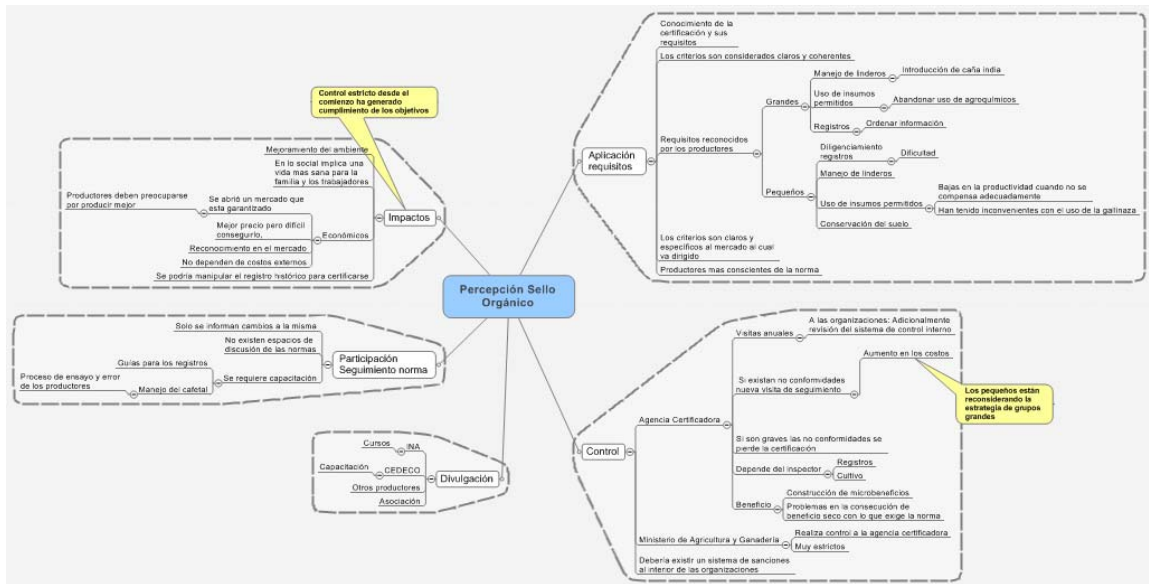 Percepción Sello
Orgánico
Control estricto desde el
comienzo ha generado
cumplimiento de los objetivos
Impactos
Mejoramiento del ambiente
En lo social implica una
vida mas sana para la
familia y los trabajadores
Económicos
Se abrió un mercado que
esta garantizado
Productores deben preocuparse
por producir mejor
Mejor precio pero difícil
conseguirlo,
Reconocimiento en el mercado
No dependen de costos externos
Se podría manipular el registro histórico para certificarse
Participación
Seguimiento norma
Solo se informan cambios a la misma
No existen espacios de
discusión de las normas
Se requiere capacitación
Guías para los registros
Manejo del cafetal
Proceso de ensayo y error
de los productores
Divulgación
INA
Cursos
CEDECO
Capacitación
Otros productores
Asociación
Aplicación
requisitos
Conocimiento de la
certificación y sus
requisitos
Los criterios son considerados claros y coherentes
Requisitos reconocidos
por los productores
Grandes
Manejo de linderos
Introducción de caña india
Uso de insumos
permitidos
Abandonar uso de agroquímicos
Registros
Ordenar información
Pequeños
Diligenciamiento
registros
Dificultad
Manejo de linderos
Uso de insumos permitidos
Bajas en la productividad cuando no se
compensa adecuadamente
Han tenido inconvenientes con el uso de la gallinaza
Conservación del suelo
Los criterios son claros y
específicos al mercado al cual
va dirigido
Productores mas conscientes de la norma
Control
Agencia Certificadora
Visitas anuales
A las organizaciones: Adicionalmente
revisión del sistema de control interno
Si existan no conformidades
nueva visita de seguimiento
Aumento en los costos
Los pequeños están
reconsiderando la
estrategia de grupos
grandes
Si son graves las no conformidades se
pierde la certificación
Depende del inspector
Registros
Cultivo
Beneficio
Construcción de microbeneficios
Problemas en la consecución de
beneficio seco con lo que exige la norma
Ministerio de Agricultura y Ganadería
Realiza control a la agencia certificadora
Muy estrictos
Debería existir un sistema de sanciones
al interior de las organizaciones